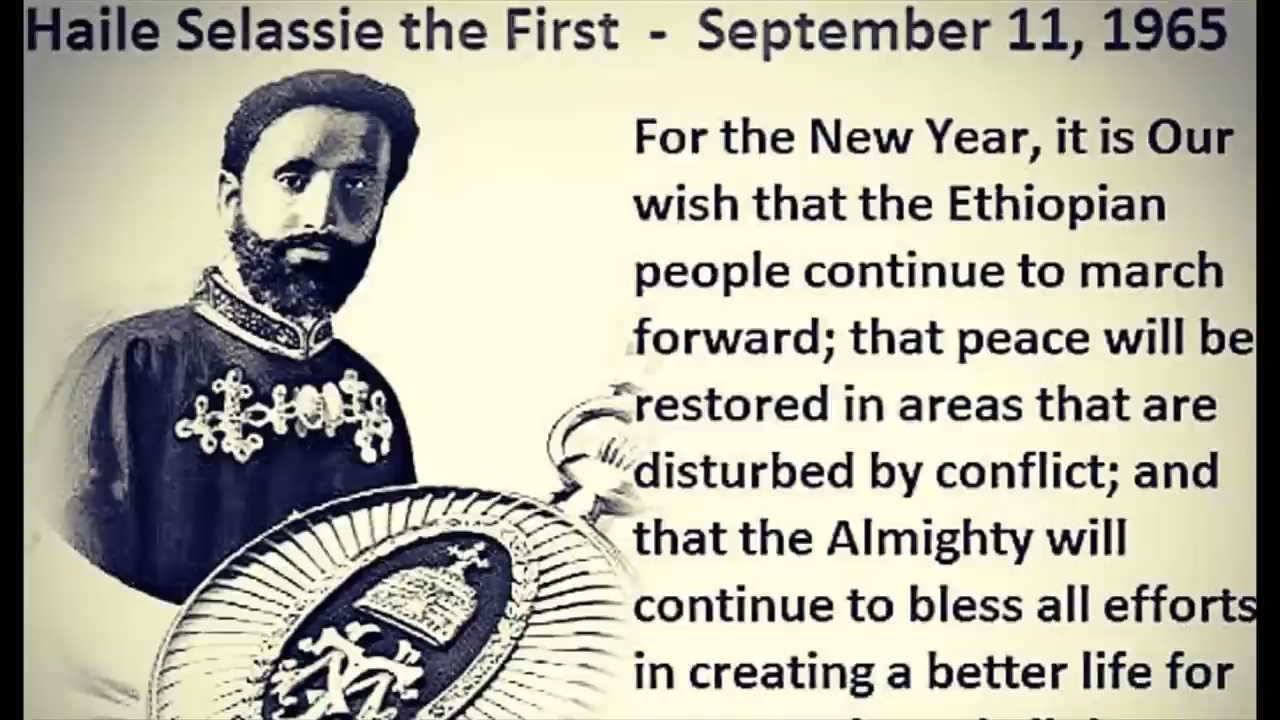 Haile Selassie the First - September 11, 1965
For the New Year, it is Our
wish that the Ethiopian
people continue to march
forward; that peace will be
restored in areas that are
disturbed by conflict; and
that the Almighty will
continue to bless all efforts
in creating a better life for